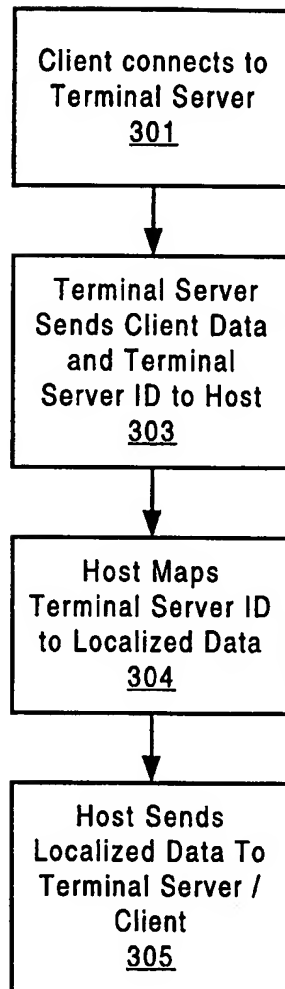 Client connects to
Terminal Server
301
Terminal Server
Sends Client Data
and Terminal
Server ID to Host
303
Host Maps
Terminal Server ID
to Localized Data
304
Host Sends
Localized Data To
Terminal Server /
Client
305